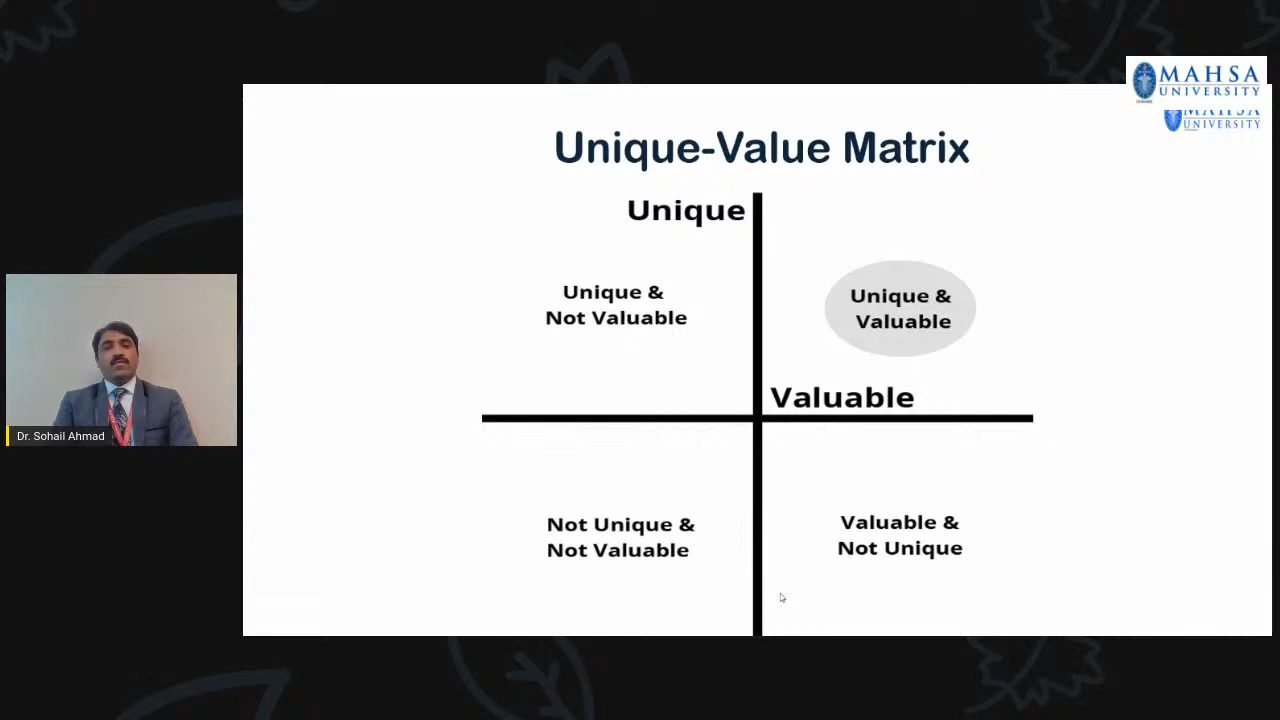 MAHSA
UNIVERSITY
MAHSA
UNIVERSITY
Unique-Value Matrix
Unique
Unique &
Not Valuable
Unique &
Valuable
Valuable
Dr. Sohail Ahmad
Not Unique &
Not Valuable
Valuable &
Not Unique